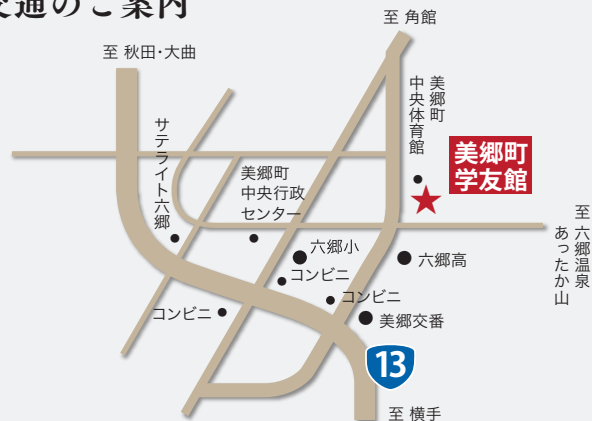 交通のご案内
至 角館
至 秋田・大曲
美郷町
中央体育館
サテライト六郷
美郷町
学友館
美郷町
中央行政
センター
至 六郷温泉
あったか山
六郷小
六郷高
コンビニ
コンビニ
コンビニ
美郷交番
13
至 横手